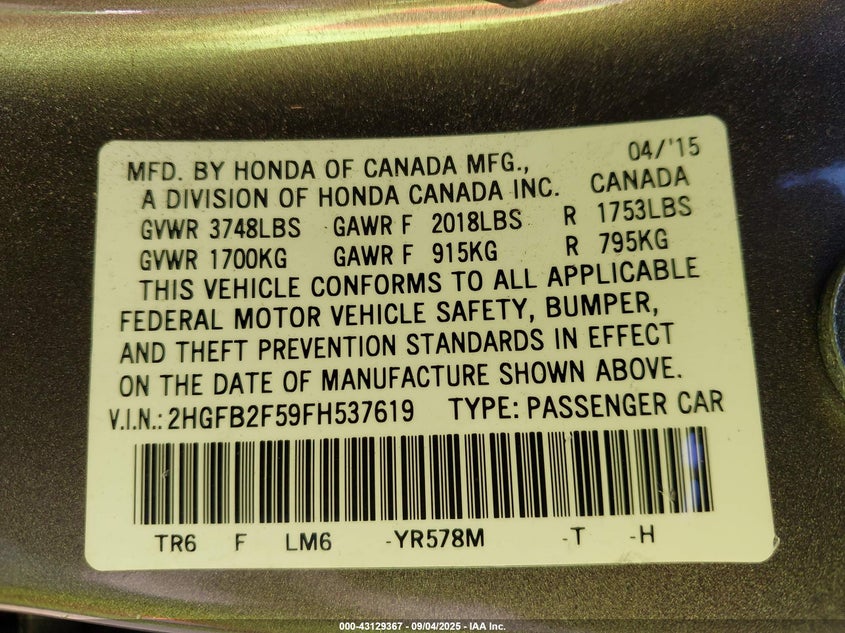 MFD. BY HONDA OF CANADA MFG., 04/'15
A DIVISION OF HONDA CANADA INC. CANADA
GVWR 3748LBS GAWR F 2018LBS R 1753LBS
GVWR 1700KG GAWR F 915KG R 795KG
THIS VEHICLE CONFORMS TO ALL APPLICABLE
FEDERAL MOTOR VEHICLE SAFETY, BUMPER,
AND THEFT PREVENTION STANDARDS IN EFFECT
ON THE DATE OF MANUFACTURE SHOWN ABOVE.
V.I.N.: 2HGFB2F59FH537619 TYPE: PASSENGER CAR
TR6 F LM6 -YR578M -T -H
000-43129367 - 09/04/2025 - IAA Inc.